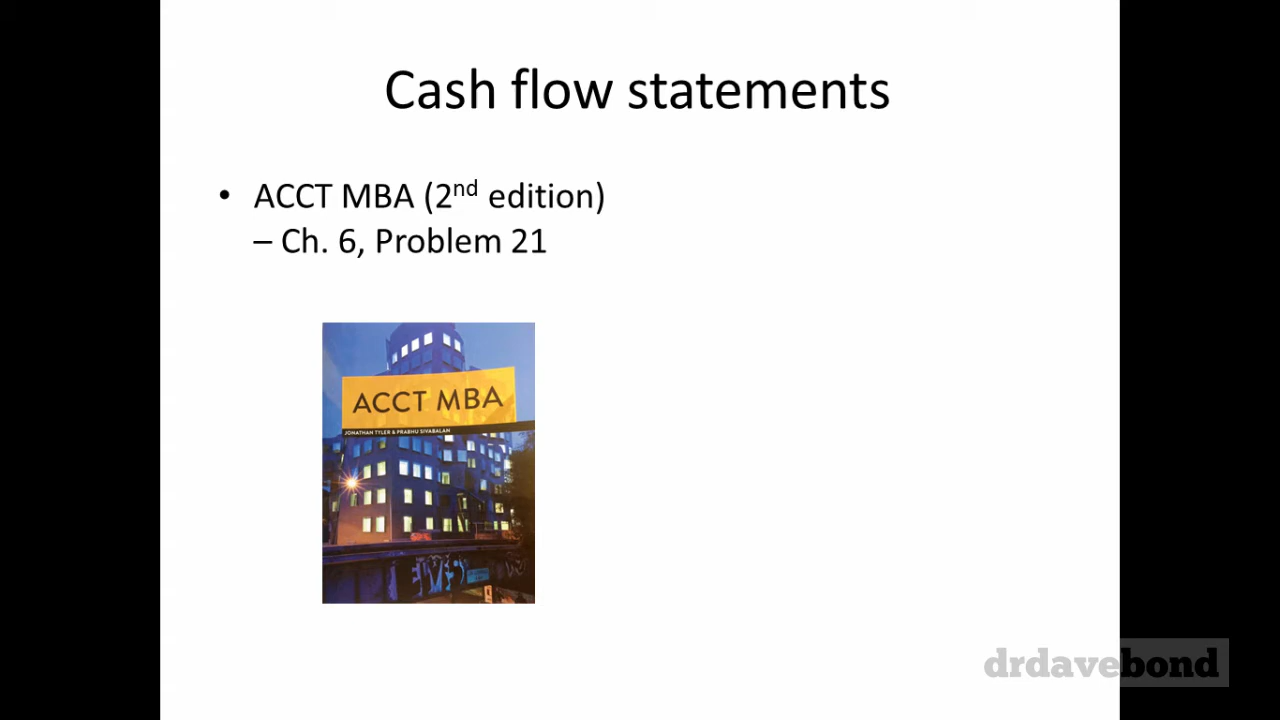 Cash flow statements
• ACCT MBA (2nd edition)
– Ch. 6, Problem 21
ACCT MBA
JONATHAN TYLER & PRABHU SIVABALAN
drdavebond